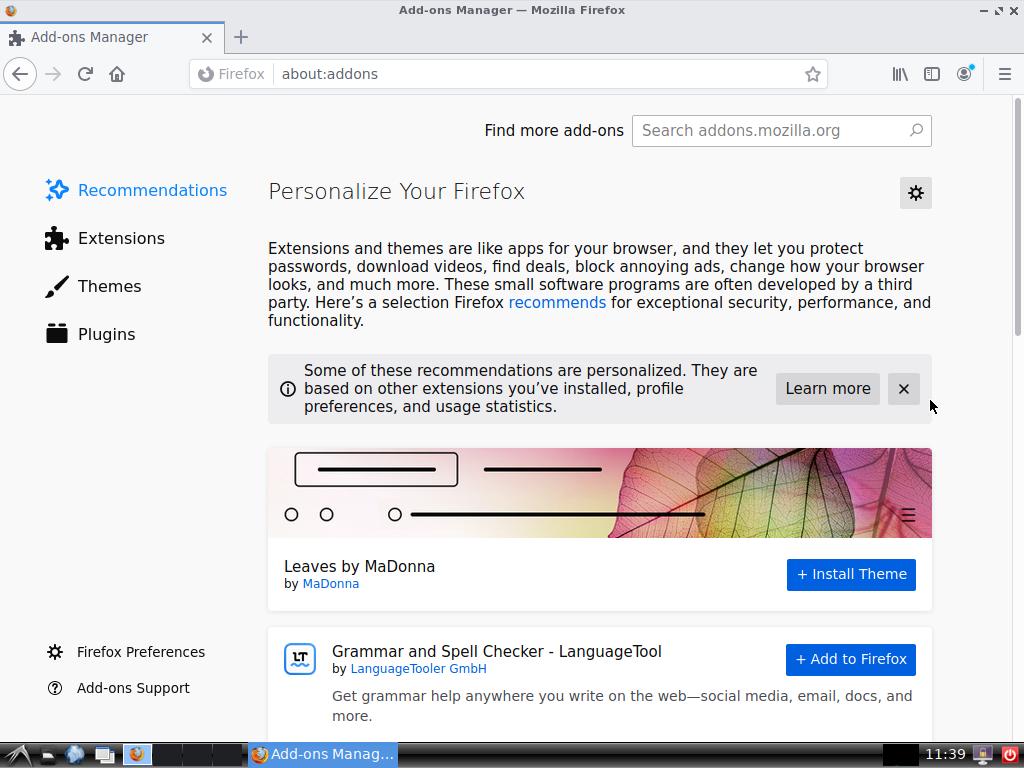 Add-ons Manager — Mozilla Firefox
Add-ons Manager
Firefox
about:addons
Find more add-ons
Search addons.mozilla.org
Recommendations
Extensions
Themes
Plugins
Personalize Your Firefox
Extensions and themes are like apps for your browser, and they let you protect
passwords, download videos, find deals, block annoying ads, change how your browser
looks, and much more. These small software programs are often developed by a third
party. Here’s a selection Firefox recommends for exceptional security, performance, and
functionality.
Some of these recommendations are personalized. They are
based on other extensions you’ve installed, profile
preferences, and usage statistics.
Learn more
Leaves by MaDonna
by MaDonna
+ Install Theme
LT
Grammar and Spell Checker - LanguageTool
by LanguageTooler GmbH
+ Add to Firefox
Get grammar help anywhere you write on the web—social media, email, docs, and
more.
Firefox Preferences
Add-ons Support
Add-ons Manag...
11:39